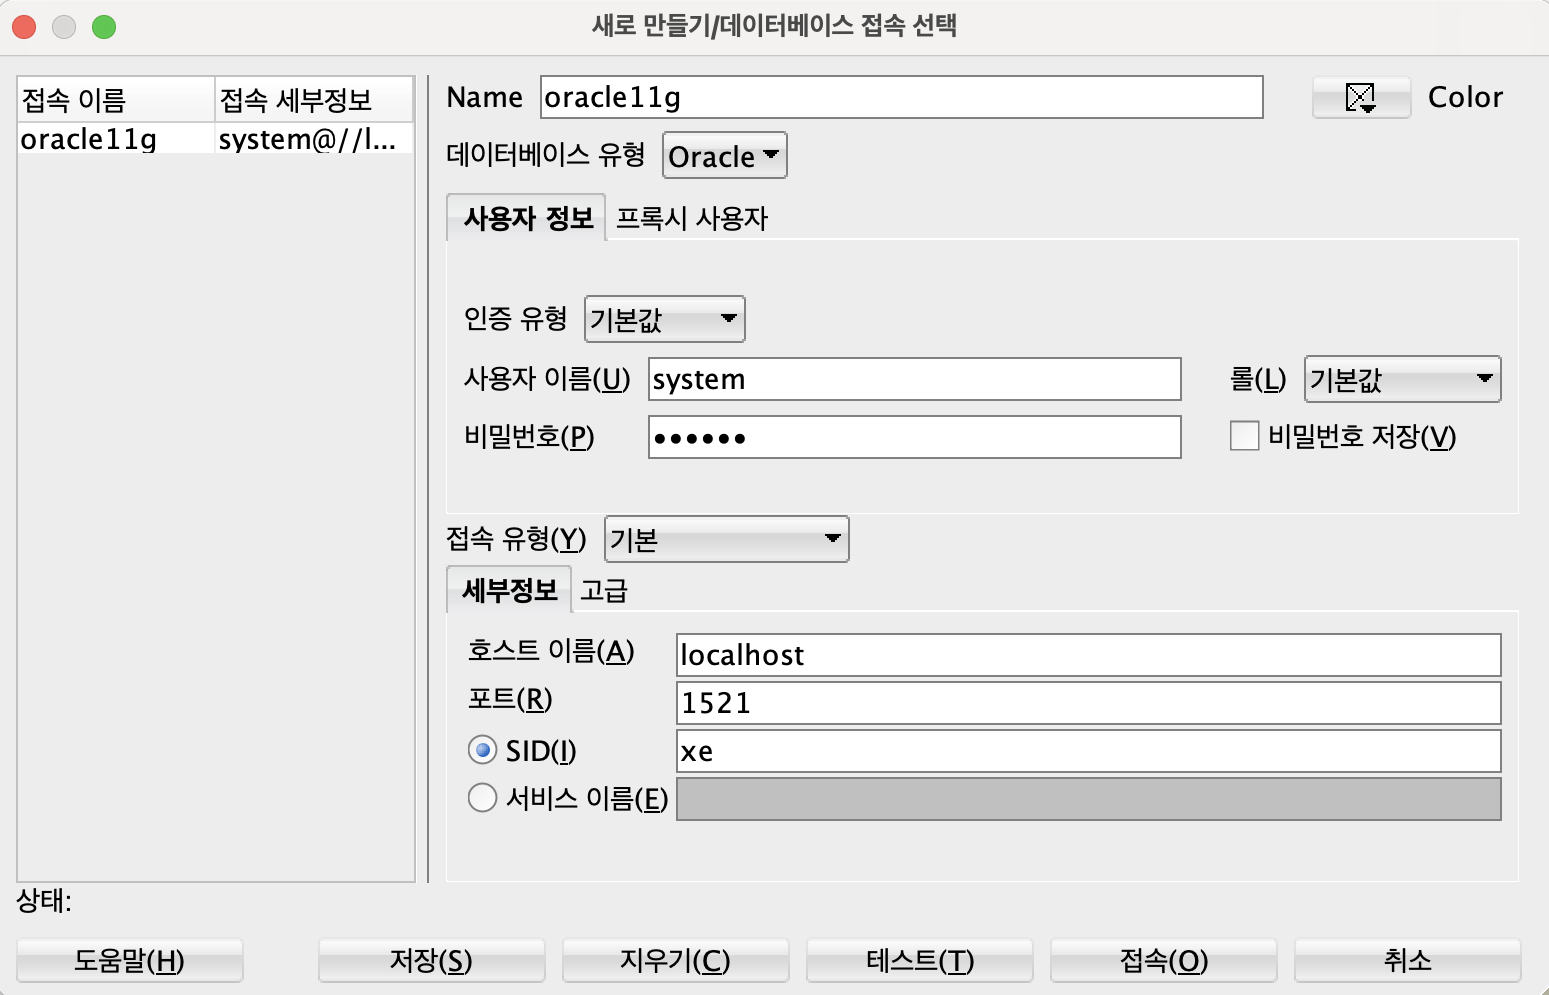 새로 만들기/데이터베이스 접속 선택
접속 이름 접속 세부정보
oracle11g system@//l...
Name oracle11g Color
데이터베이스 유형 Oracle
사용자 정보 프록시 사용자
인증 유형 기본값
사용자 이름(U) system 롤(L) 기본값
비밀번호(P) •••••• 비밀번호 저장(V)
접속 유형(Y) 기본
세부정보 고급
호스트 이름(A) localhost
포트(R) 1521
SID(I) xe
서비스 이름(E)
상태:
도움말(H) 저장(S) 지우기(C) 테스트(T) 접속(O) 취소